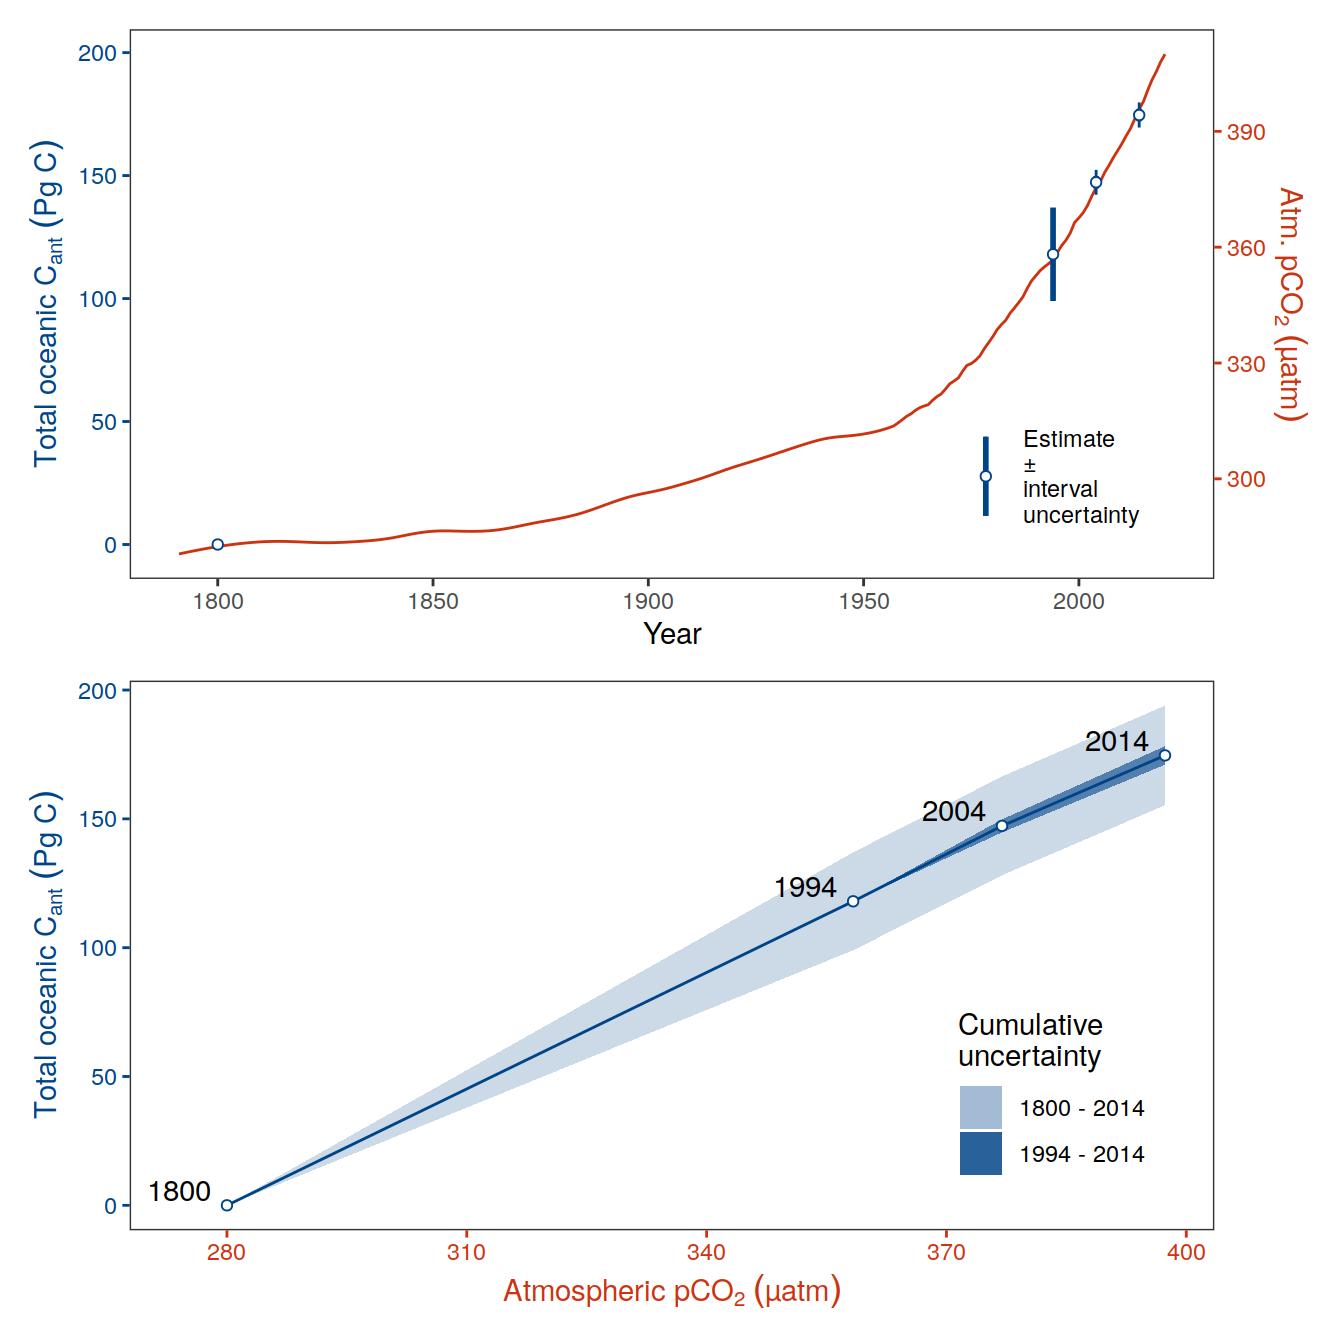 200
150
100
50
0
Total oceanic Cant (Pg C)
390
360
330
300
Atm. pCO2 (µatm)
Estimate
±
interval
uncertainty
1800 1850 1900 1950 2000
Year
200
150
100
50
0
Total oceanic Cant (Pg C)
2014
2004
1994
1800
Cumulative
uncertainty
1800 - 2014
1994 - 2014
280 310 340 370 400
Atmospheric pCO2 (µatm)